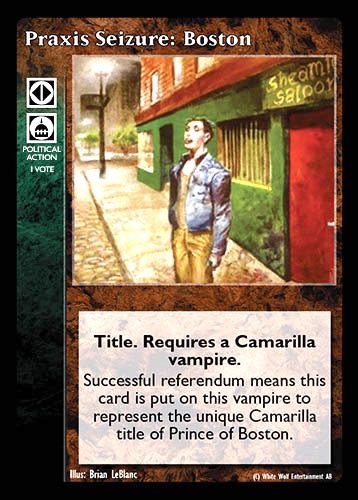 Praxis Seizure: Boston
POLITICAL
ACTION
1 VOTE
saloon
Title. Requires a Camarilla
vampire.
Successful referendum means this
card is put on this vampire to
represent the unique Camarilla
title of Prince of Boston.
Illus: Brian LeBlanc
(C) White Wolf Entertainment AB